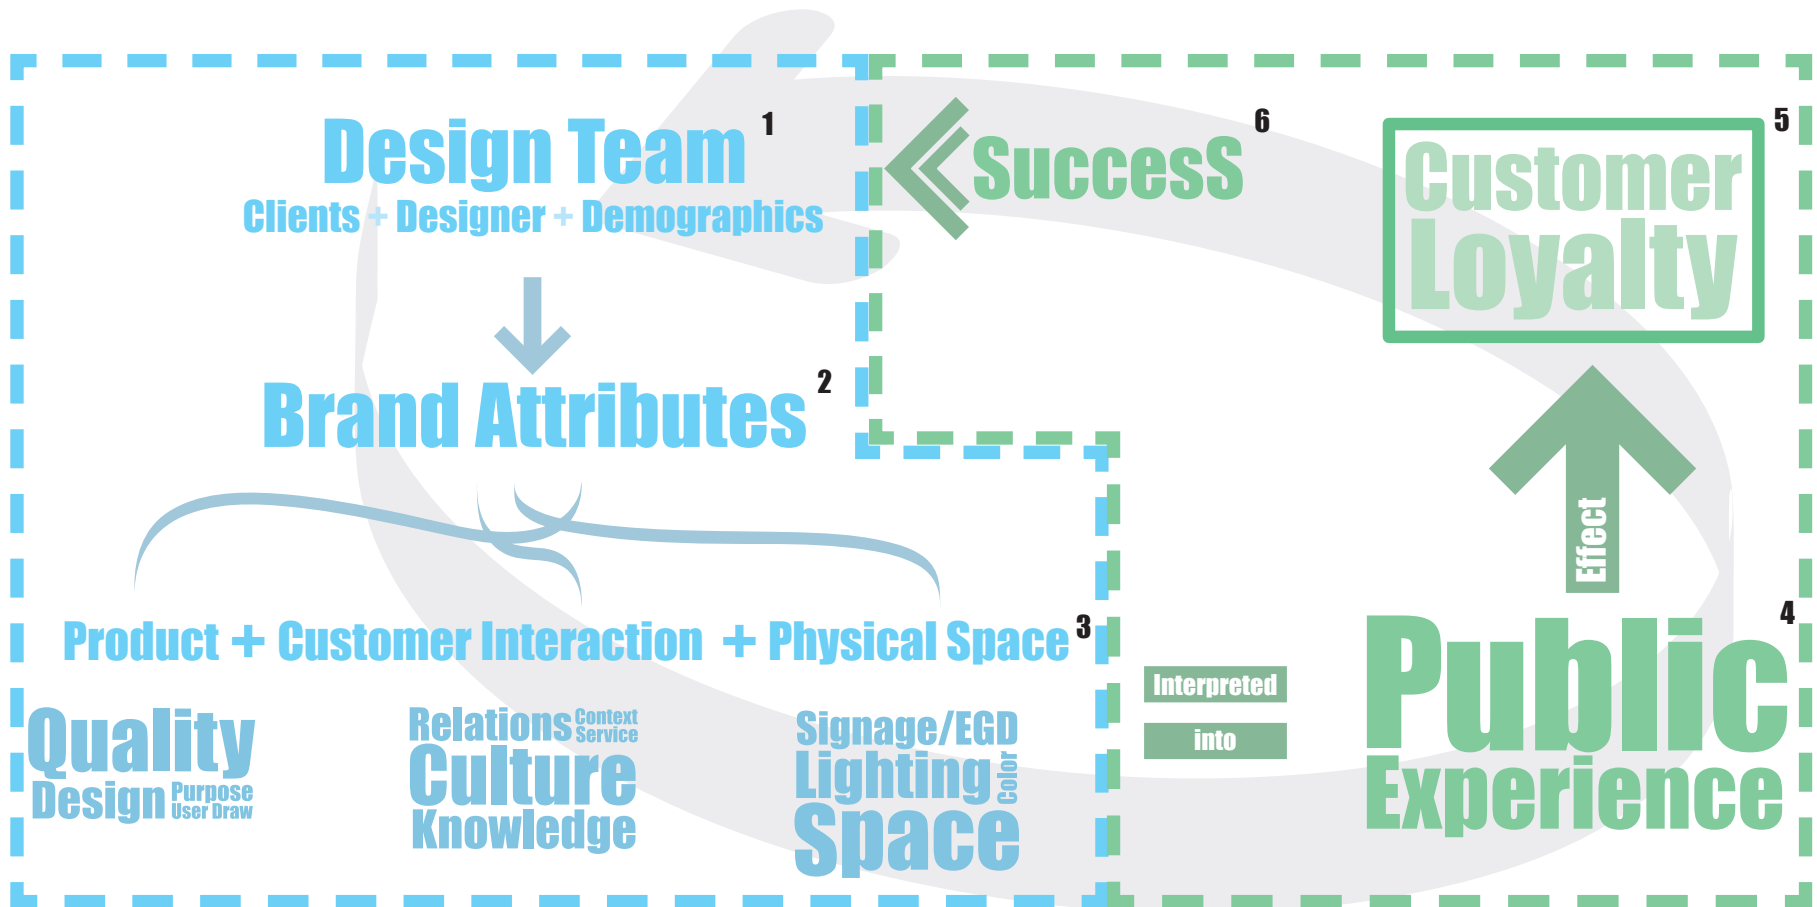 Design Team 1
Clients + Designer + Demographics
Brand Attributes 2
Product + Customer Interaction + Physical Space 3
Quality
Design Purpose
User Draw
Relations Context
Service
Culture
Knowledge
Signage/EGD
Lighting Color
Space
Interpreted
into
Public 4
Experience
Effect
Customer 5
Loyalty
SuccesS 6